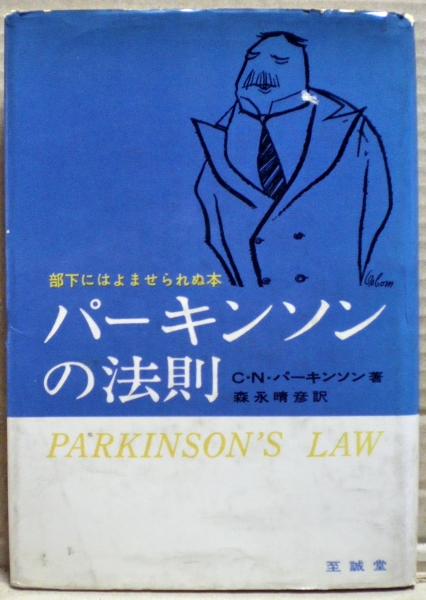 部下にはよませられぬ本
パーキンソン
の法則
C・N・パーキンソン著
森永晴彦訳
PARKINSON'S LAW
至誠堂